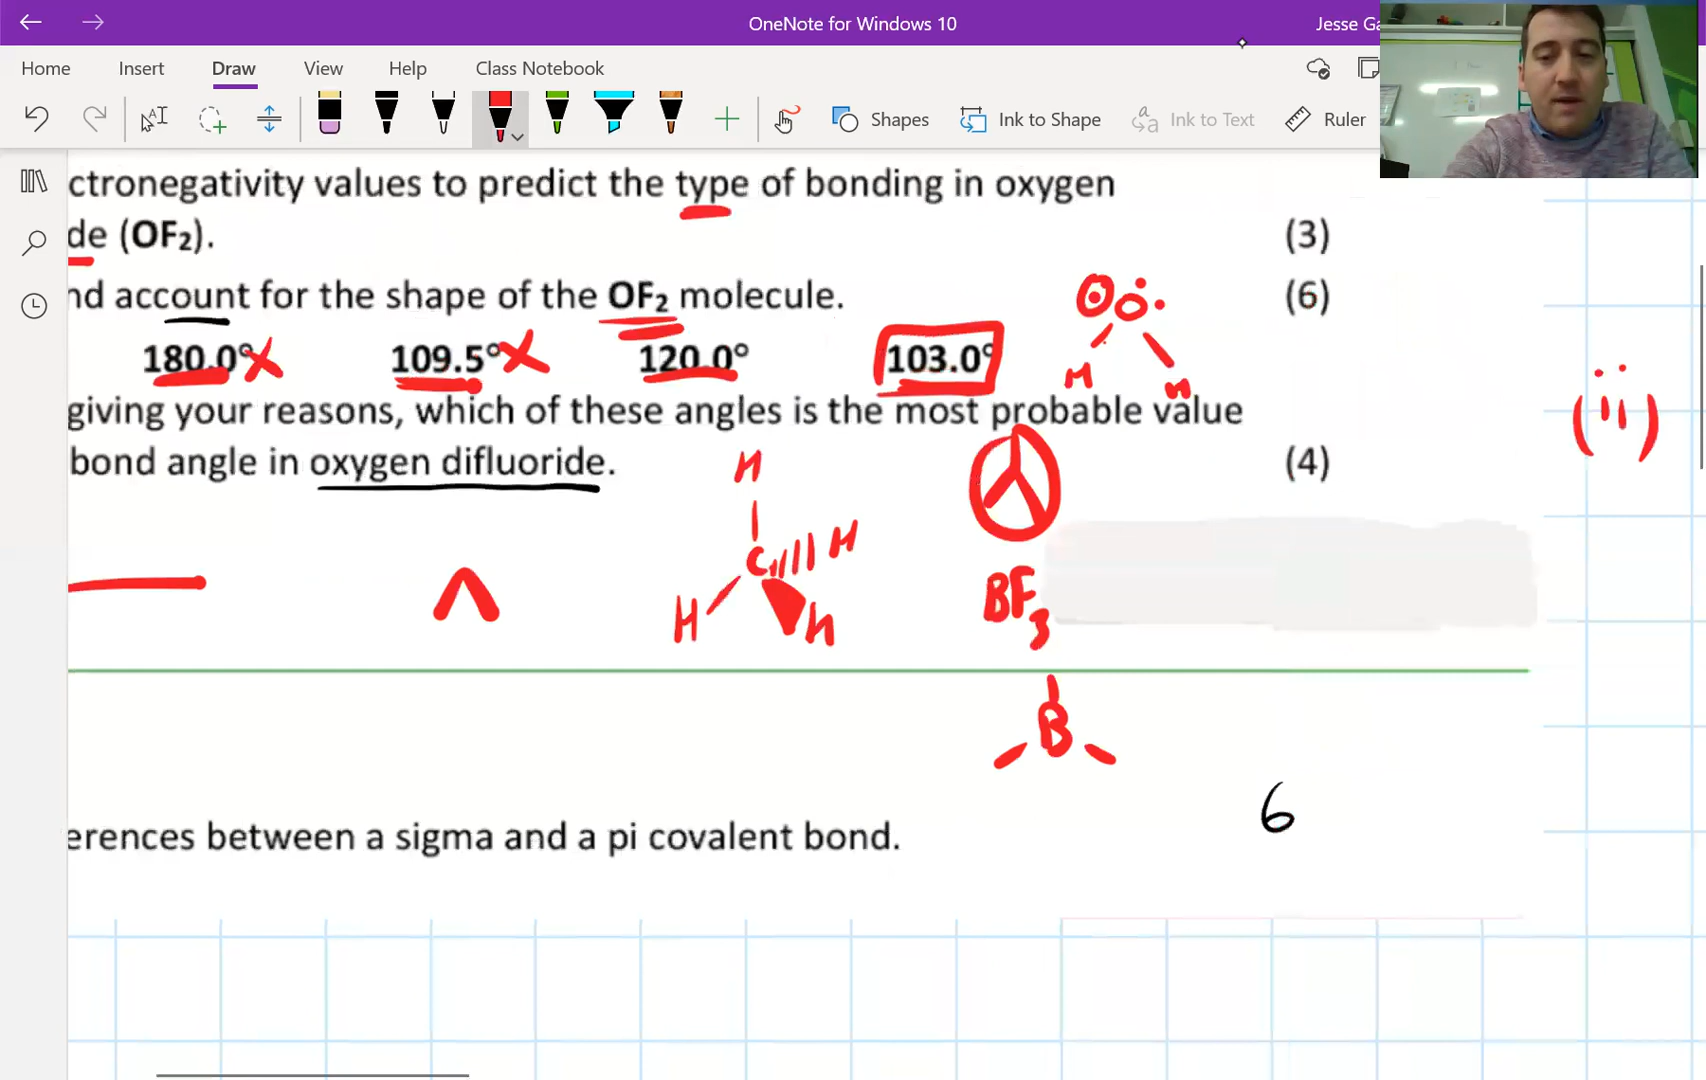 OneNote for Windows 10
Jesse Ga
Home Insert Draw View Help Class Notebook
Shapes Ink to Shape Ink to Text Ruler
ctronegativity values to predict the type of bonding in oxygen
de (OF₂). (3)
nd account for the shape of the OF₂ molecule. (6)
180.0° X 109.5° X 120.0° 103.0°
H H
giving your reasons, which of these angles is the most probable value
(ii)
bond angle in oxygen difluoride. (4)
H
C H
H H
BF₃
B
6
erences between a sigma and a pi covalent bond.